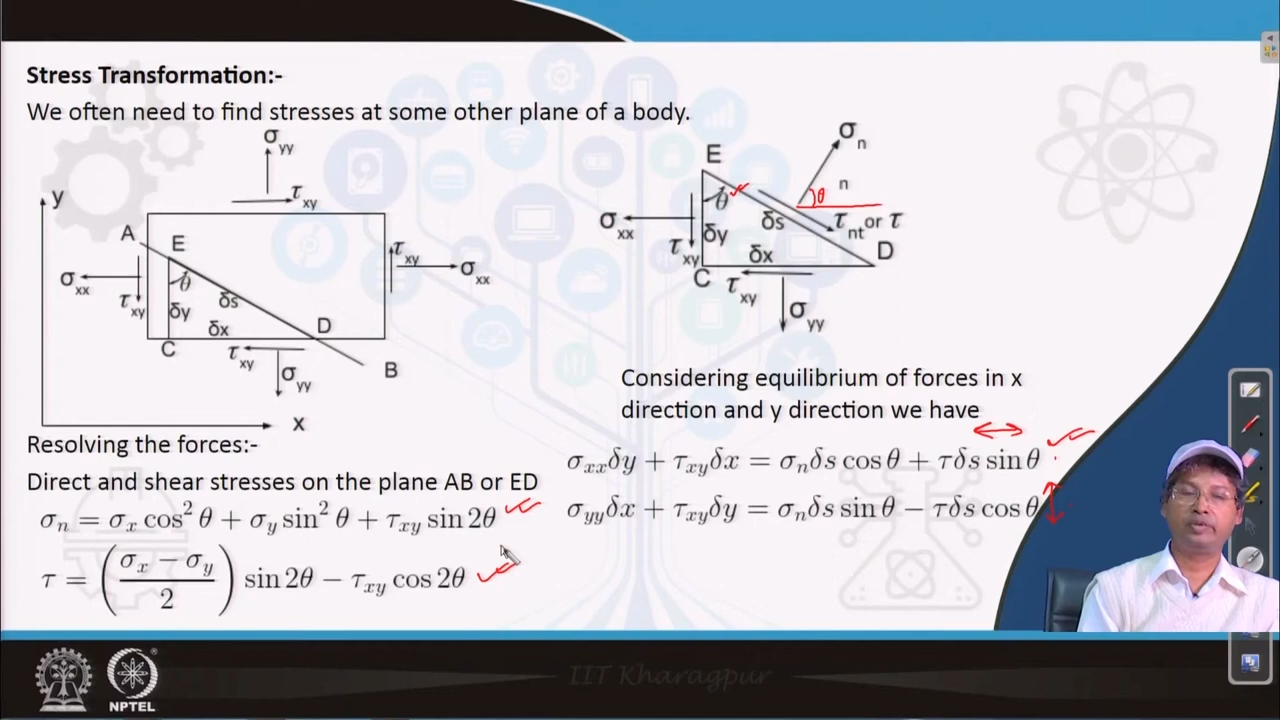 Stress Transformation:-
We often need to find stresses at some other plane of a body.
σyy
τxy
y
A
E
σxx
τxy
θ
δy
δs
δx
D
C
τxy
σyy
B
τxy
σxx
x
E
σn
n
θ
θ
σxx
δs
τnt or τ
δy
δx
D
τxy
C
τxy
σyy
Considering equilibrium of forces in x
direction and y direction we have
σxxδy + τxyδx = σnδs cos θ + τδs sin θ
σyyδx + τxyδy = σnδs sin θ − τδs cos θ
Resolving the forces:-
Direct and shear stresses on the plane AB or ED
σn = σx cos² θ + σy sin² θ + τxy sin 2θ
τ = ( (σx − σy) / 2 ) sin 2θ − τxy cos 2θ
NPTEL
IIT Kharagpur